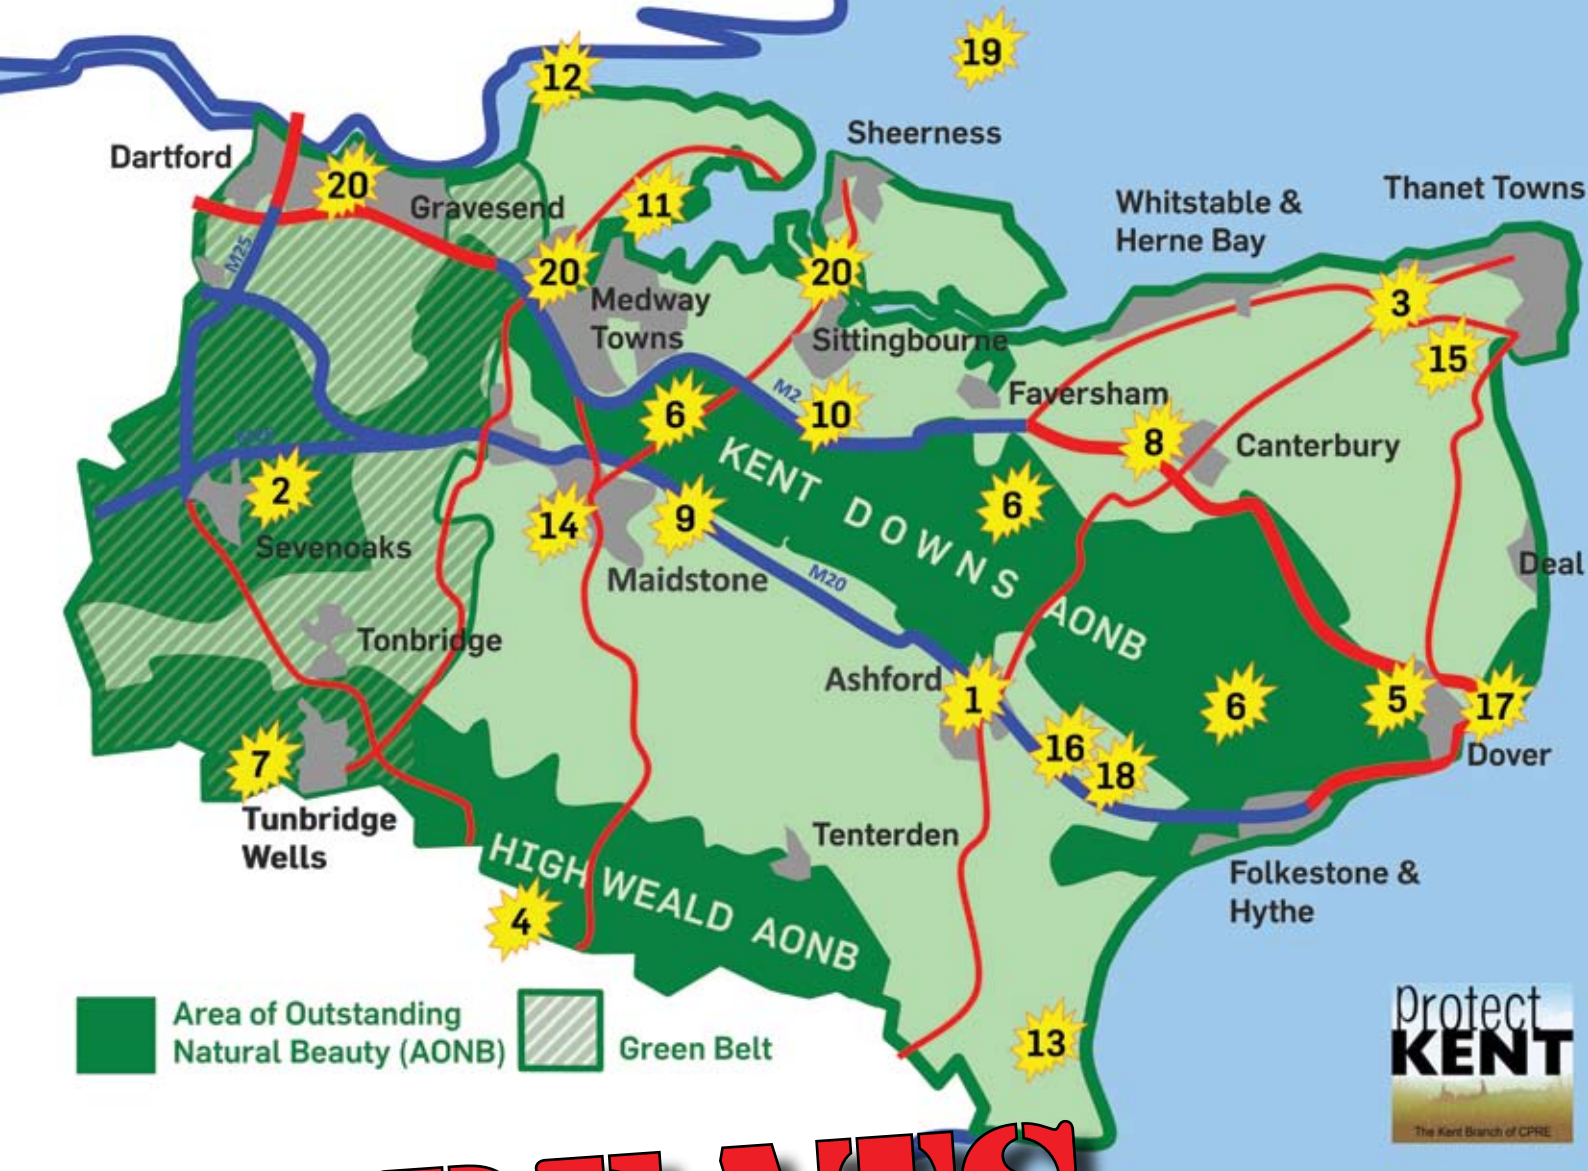 19
12
Sheerness
Dartford
20
Gravesend
11
Thanet Towns
Whitstable &
Herne Bay
M25
20
20
Medway
Towns
3
Sittingbourne
15
M2
Faversham
6
10
8
Canterbury
KENT DOWNS AONB
2
6
14
9
Sevenoaks
Maidstone
M20
Deal
Tonbridge
Ashford
1
6
5
17
16
18
Dover
7
Tunbridge
Wells
Tenterden
HIGH WEALD AONB
4
Folkestone &
Hythe
Area of Outstanding
Natural Beauty (AONB)
Green Belt
13
Protect
KENT
The Kent Branch of CPRE